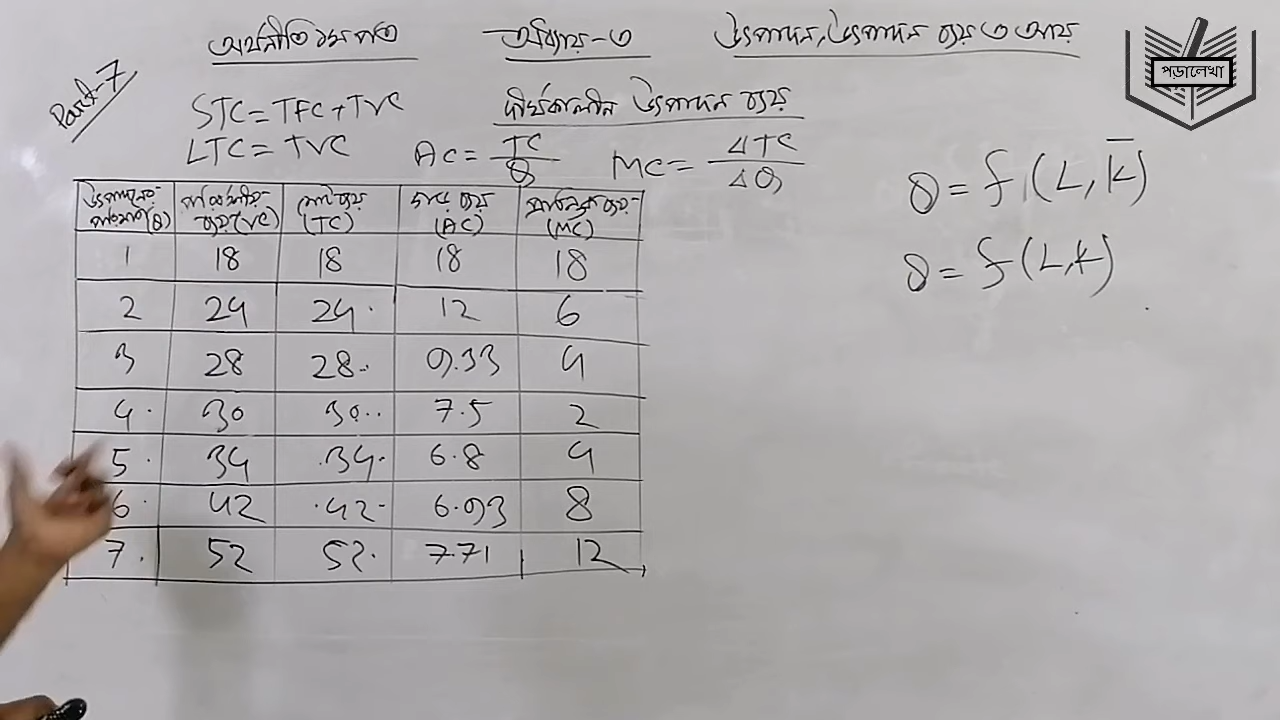 অর্থনীতি ১ম পত্র অধ্যায়-৩ উৎপাদন, উৎপাদন ব্যয় ও আয়
পড়ালেখা
Part-7
STC = TFC + TVC দীর্ঘকালীন উৎপাদন ব্যয়
LTC = TVC AC = TC/Q MC = ΔTC/ΔQ
Q = f(L, K̅)
Q = f(L, K)
উৎপাদনের পরিমাণ(Q) পরিবর্তনীয় ব্যয়(VC) মোট ব্যয় (TC) গড় ব্যয় (AC) প্রান্তিক ব্যয় (MC)
1 18 18 18 18
2 24 24 12 6
3 28 28 9.33 4
4 30 30 7.5 2
5 34 34 6.8 4
6 42 42 6.93 8
7 52 52 7.71 12